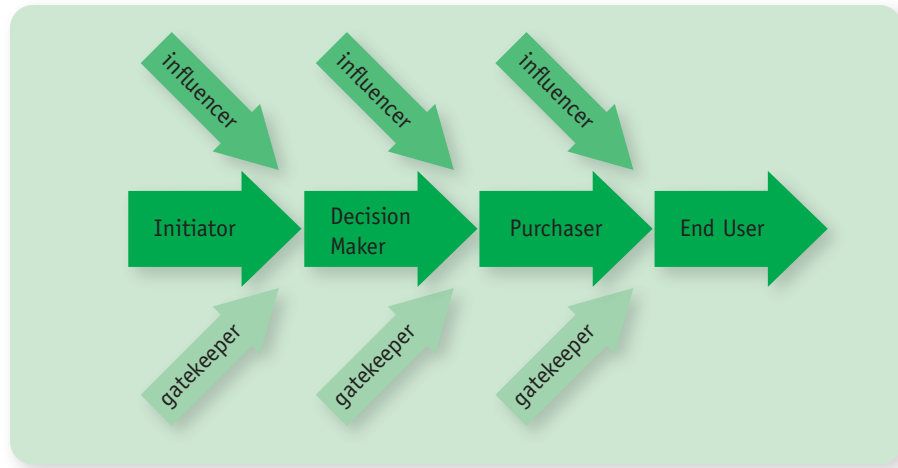 influencer
influencer
influencer
Initiator
Decision
Maker
Purchaser
End User
gatekeeper
gatekeeper
gatekeeper